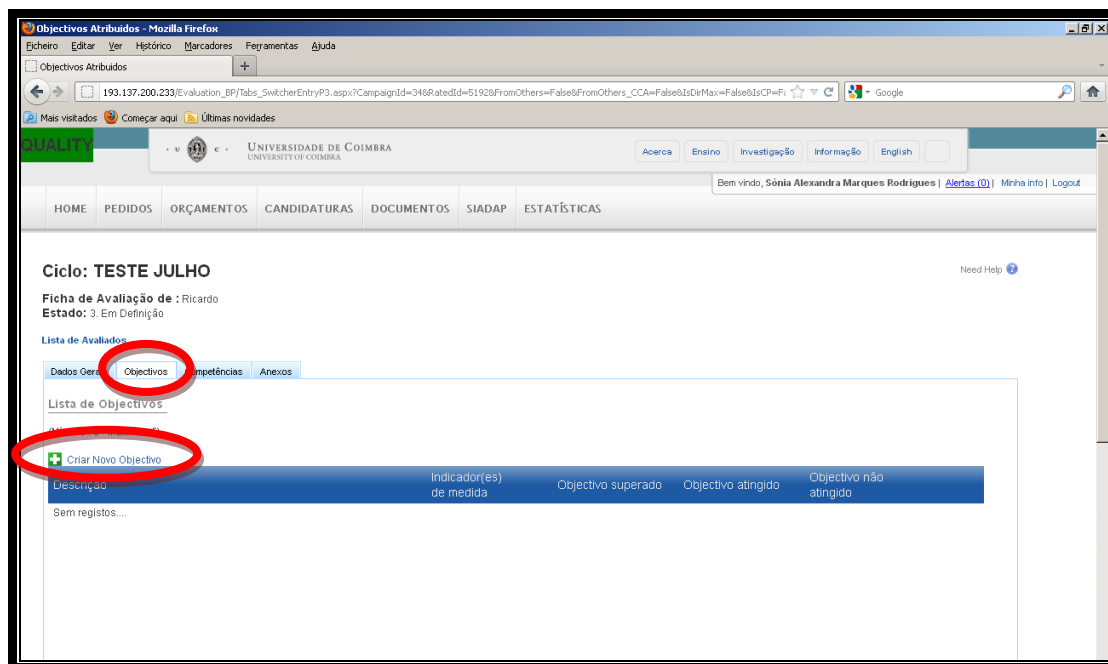 Objectivos Atribuidos - Mozilla Firefox
Ficheiro Editar Ver Histórico Marcadores Ferramentas Ajuda
Objectivos Atribuidos
193.137.200.233/Evaluation_BP/Tabs_SwitcherEntryP3.aspx?CampaignId=34&RatedId=5192&FromOthers=False&FromOthers_CCA=False&IsDirMax=False&IsCP=F Google
Mais visitados Começar aqui Últimas novidades
QUALITY
· U C ·
UNIVERSIDADE DE COIMBRA
UNIVERSITY OF COIMBRA
Acerca Ensino Investigação Informação English
Bem vindo, Sónia Alexandra Marques Rodrigues | Alertas (0) | Minha info | Logout
HOME PEDIDOS ORÇAMENTOS CANDIDATURAS DOCUMENTOS SIADAP ESTATÍSTICAS
Ciclo: TESTE JULHO
Need Help ?
Ficha de Avaliação de : Ricardo
Estado: 3. Em Definição
Lista de Avaliados
Dados Gera Objectivos mpetências Anexos
Lista de Objectivos
Criar Novo Objectivo
Descrição Indicador(es) de medida Objectivo superado Objectivo atingido Objectivo não atingido
Sem registos....